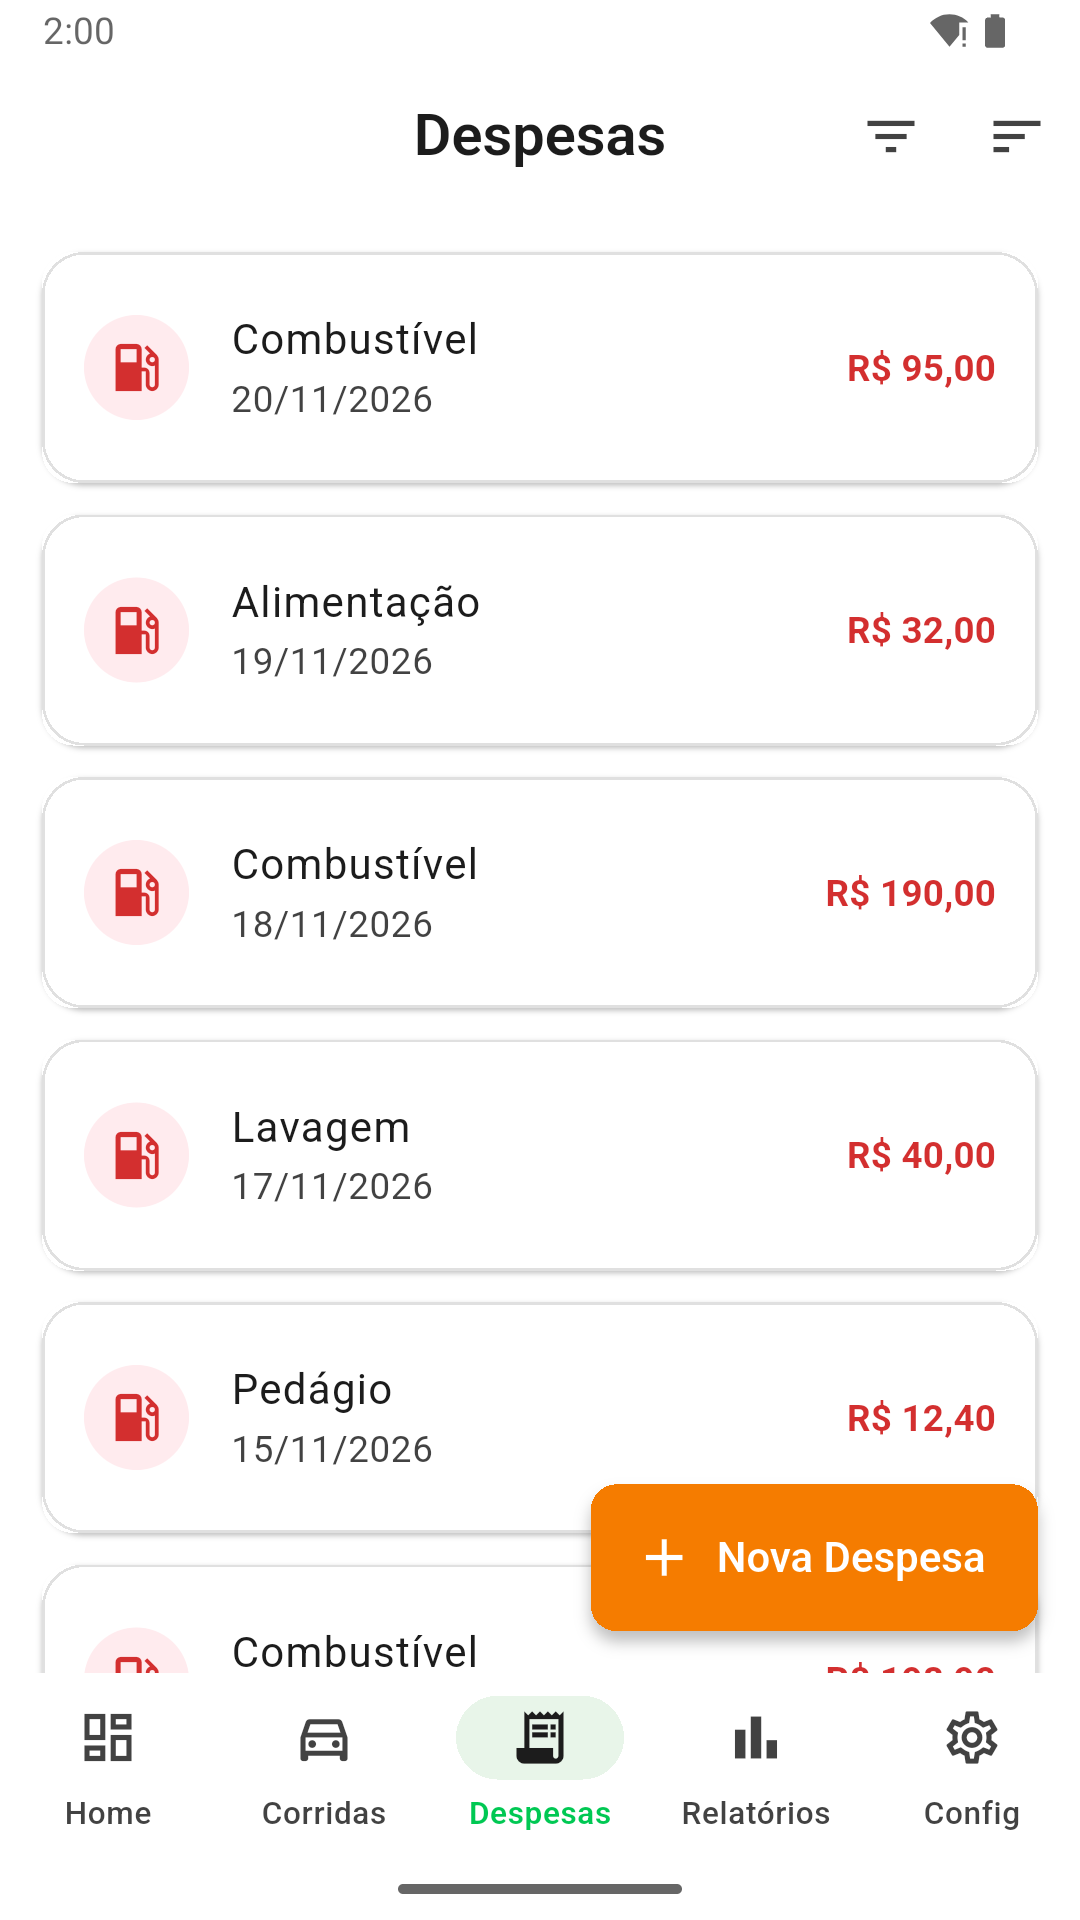 2:00
Despesas
Combustível
20/11/2026
R$ 95,00
Alimentação
19/11/2026
R$ 32,00
Combustível
18/11/2026
R$ 190,00
Lavagem
17/11/2026
R$ 40,00
Pedágio
15/11/2026
R$ 12,40
Nova Despesa
Combustível
Home
Corridas
Despesas
Relatórios
Config